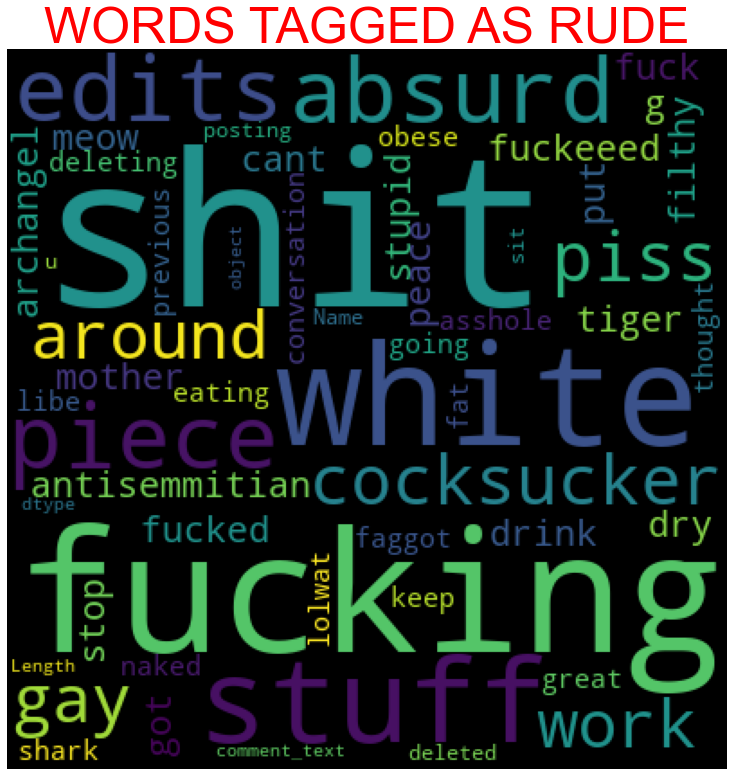 WORDS TAGGED AS RUDE
edits
absurd
fuck
g
meow
posting
obese
fuckeeed
filthy
archangel
deleting
cant
shit
stupid
put
u
previous
object
conversation
peace
sit
piss
around
Name
asshole
tiger
thought
going
mother
eating
white
libe
fat
piece
antisemmitian
cocksucker
dtype
fucked
faggot
drink
dry
fucking
stop
lolwat
keep
Length
naked
stuff
great
gay
got
work
shark
comment_text
deleted